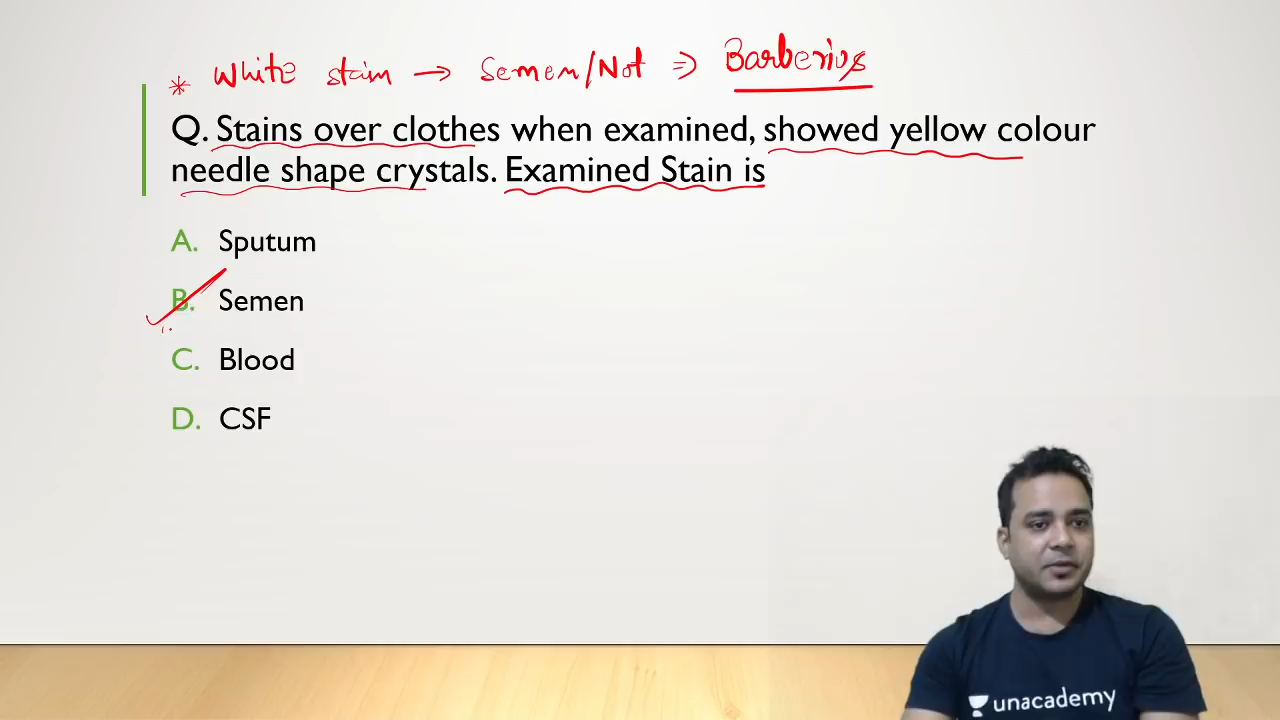 * White stain → Semen/Not ⇒ Barberios
Q. Stains over clothes when examined, showed yellow colour
needle shape crystals. Examined Stain is
A. Sputum
B. Semen
C. Blood
D. CSF
unacademy